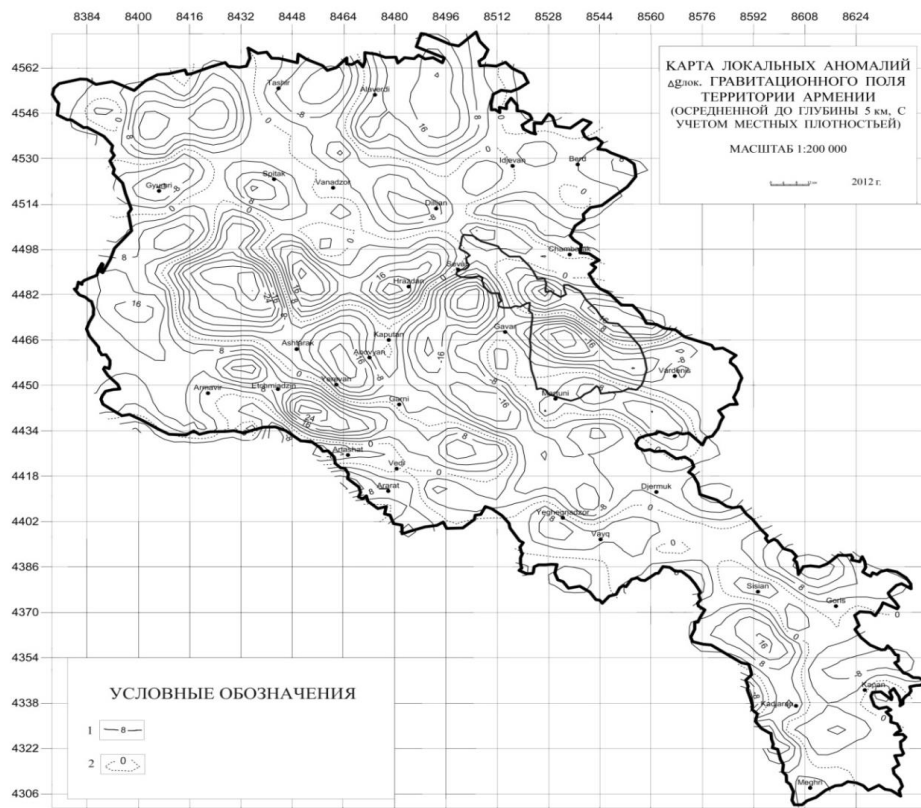 8384 8400 8416 8432 8448 8464 8480 8496 8512 8528 8544 8560 8576 8592 8608 8624
КАРТА ЛОКАЛЬНЫХ АНОМАЛИЙ
Δgлок. ГРАВИТАЦИОННОГО ПОЛЯ
ТЕРРИТОРИИ АРМЕНИИ
(ОСРЕДНЕННОЙ ДО ГЛУБИНЫ 5 км, С
УЧЕТОМ МЕСТНЫХ ПЛОТНОСТЬЕЙ)
МАСШТАБ 1:200 000
2012 г.
4562
4546
4530
4514
4498
4482
4466
4450
4434
4418
4402
4386
4370
4354
4338
4322
4306
Tashir
Alaverdi
Idjevan
Berd
Gyumri
Spitak
Vanadzor
Dilijan
Chambarak
Sevan
Hrazdan
Gavar
Kaputan
Ashtarak
Abovyan
Vardenis
Armavir
Etchmiadzin
Yerevan
Garni
Martuni
Artashat
Vedi
Ararat
Djermuk
Yeghegnadzor
Vayq
Sisian
Goris
Kapan
Kadjaran
Meghri
УСЛОВНЫЕ ОБОЗНАЧЕНИЯ
1 8
2 0